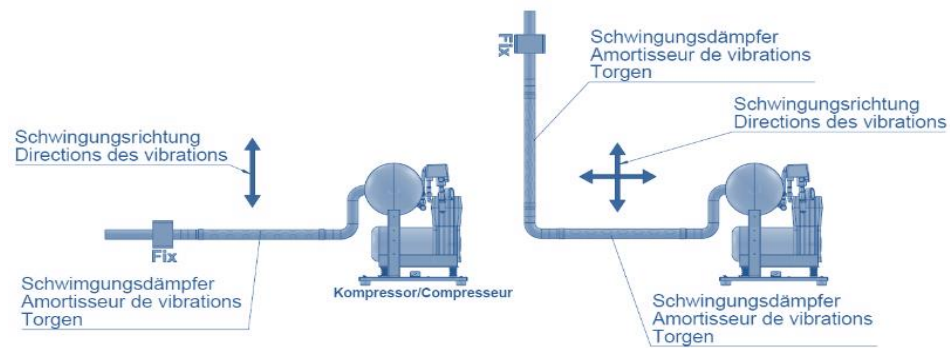 Schwingungsrichtung
Directions des vibrations
Fix
Schwimgungsdämpfer
Amortisseur de vibrations
Torgen
Kompressor/Compresseur
Fix
Schwingungsdämpfer
Amortisseur de vibrations
Torgen
Schwingungsrichtung
Directions des vibrations
Schwimgungsdämpfer
Amortisseur de vibrations
Torgen